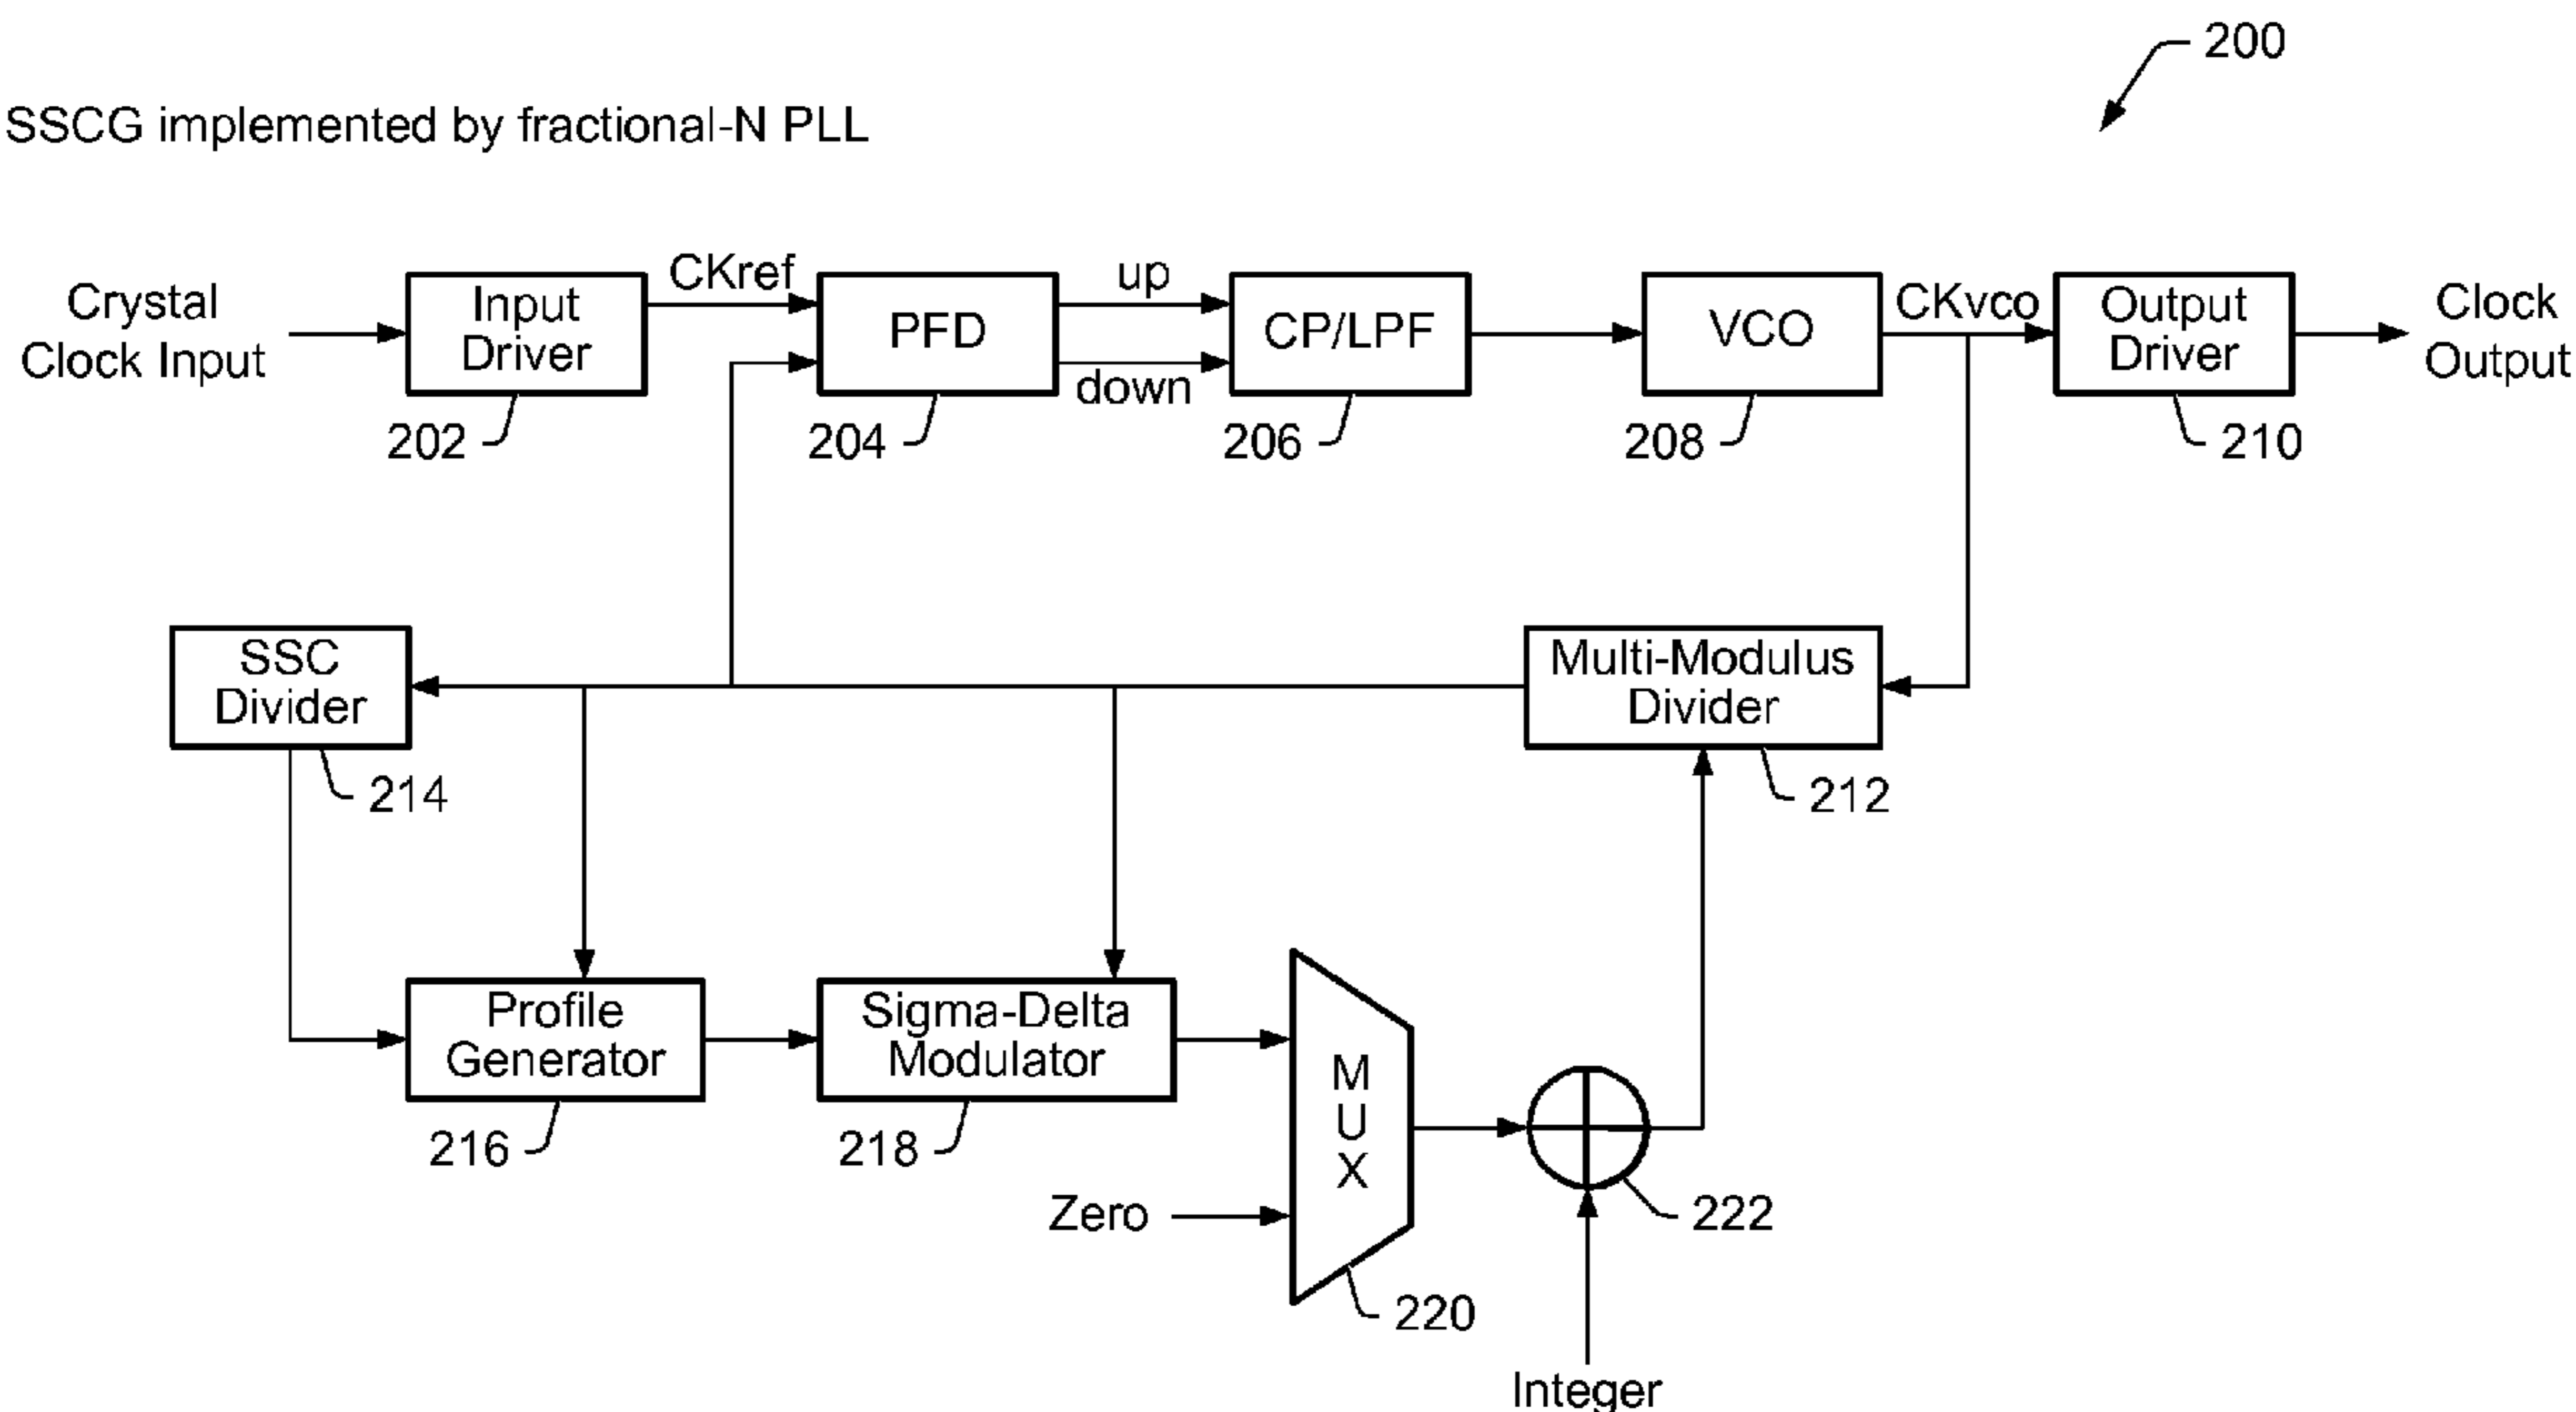 200
SSCG implemented by fractional-N PLL
Crystal
Clock Input
Input
Driver
202
CKref
PFD
204
up
down
CP/LPF
206
VCO
208
CKvco
Output
Driver
210
Clock
Output
SSC
Divider
214
Multi-Modulus
Divider
212
Profile
Generator
216
Sigma-Delta
Modulator
218
Zero
M
U
X
220
222
Integer